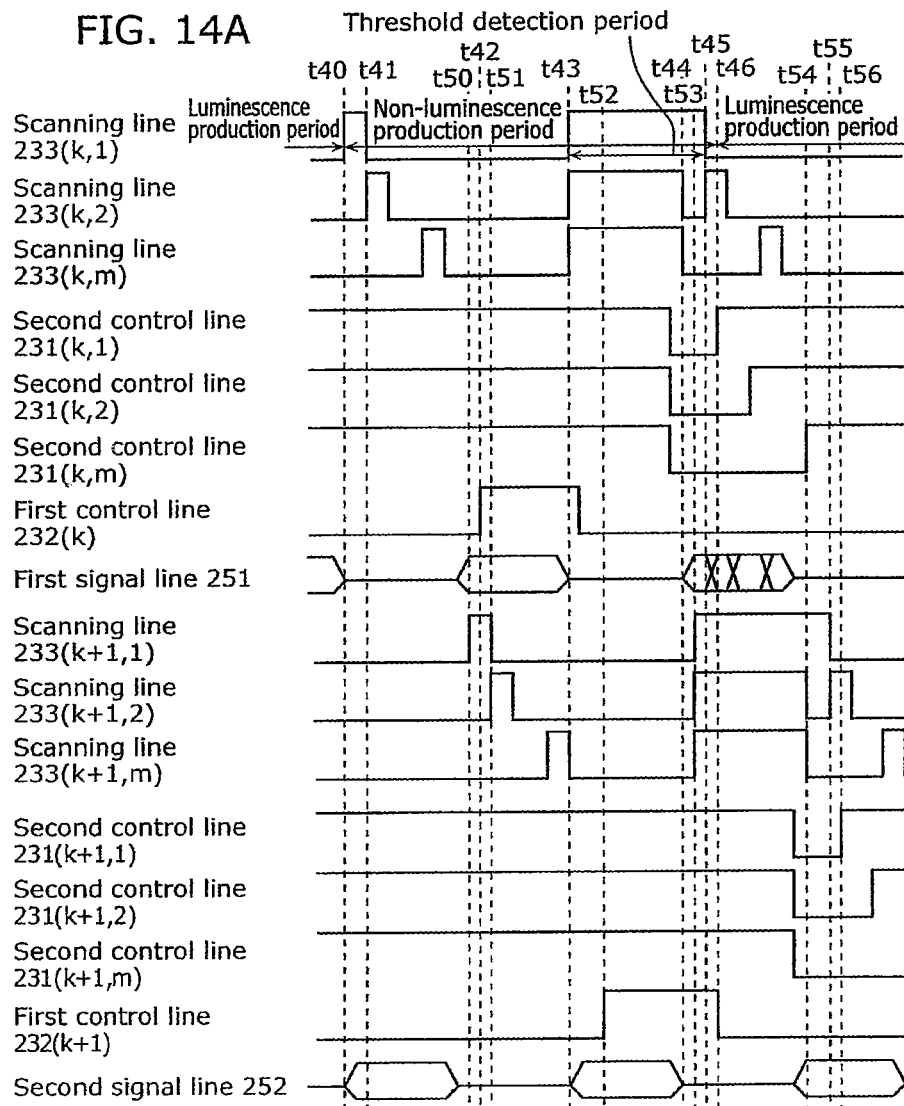 FIG. 14A
Threshold detection period
t40 t41 t42 t50 t51 t43 t52 t44 t53 t45 t46 t54 t55 t56
Luminescence production period
Non-luminescence production period
Luminescence production period
Scanning line
233(k,1)
Scanning line
233(k,2)
Scanning line
233(k,m)
Second control line
231(k,1)
Second control line
231(k,2)
Second control line
231(k,m)
First control line
232(k)
First signal line 251
Scanning line
233(k+1,1)
Scanning line
233(k+1,2)
Scanning line
233(k+1,m)
Second control line
231(k+1,1)
Second control line
231(k+1,2)
Second control line
231(k+1,m)
First control line
232(k+1)
Second signal line 252